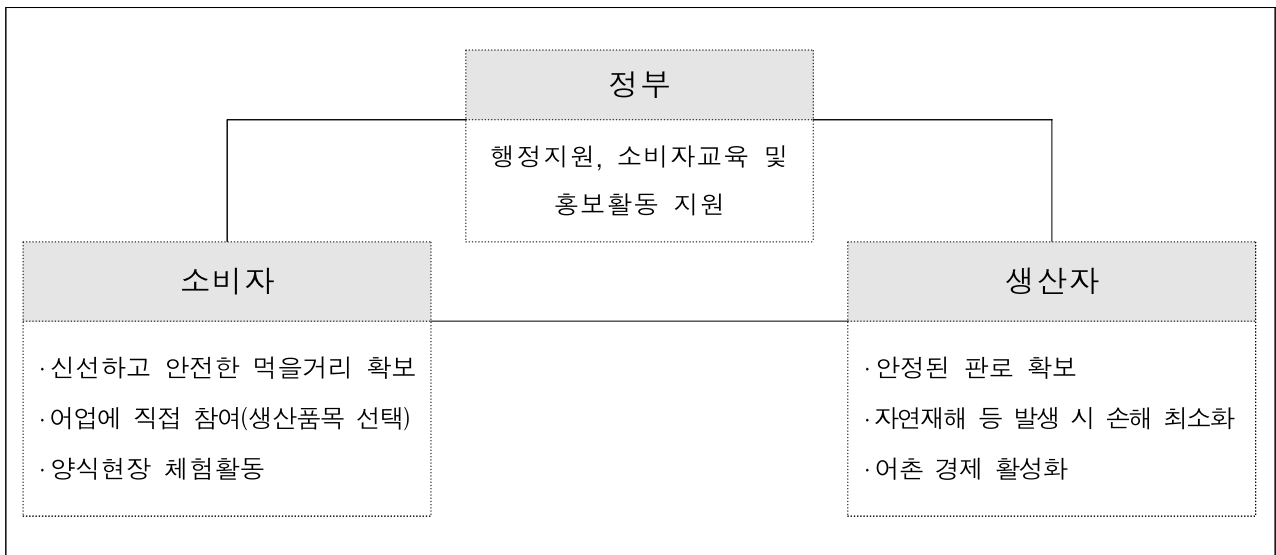 정부
행정지원, 소비자교육 및
홍보활동 지원
소비자
·신선하고 안전한 먹을거리 확보
·어업에 직접 참여(생산품목 선택)
·양식현장 체험활동
생산자
·안정된 판로 확보
·자연재해 등 발생 시 손해 최소화
·어촌 경제 활성화